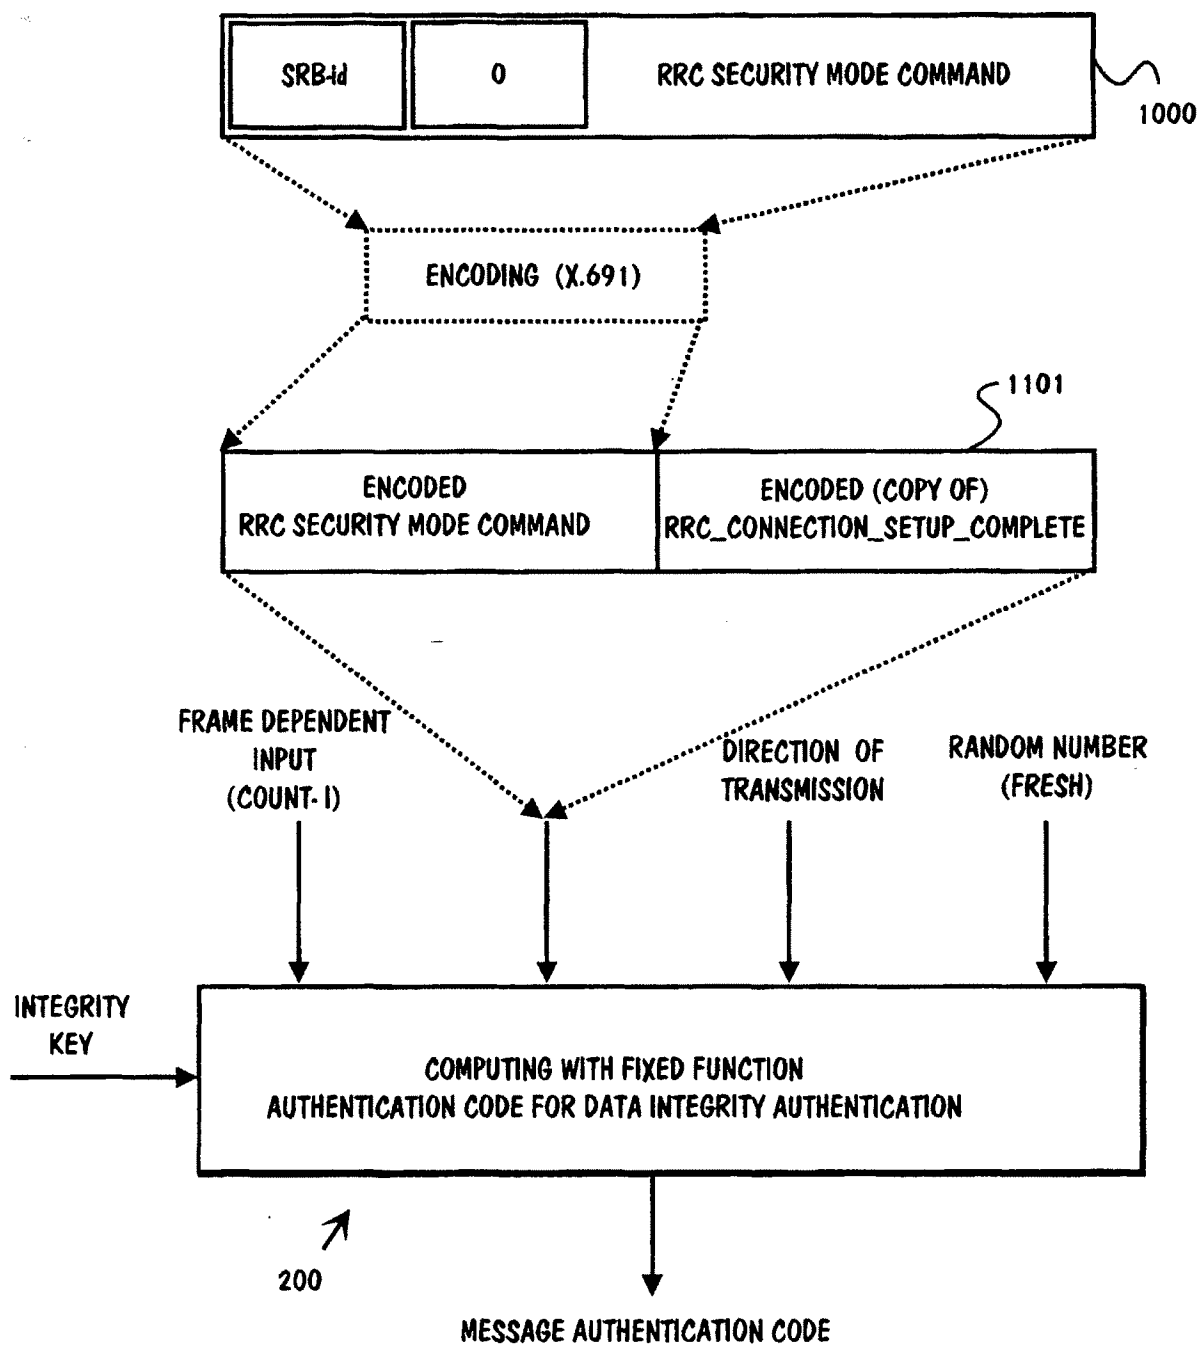 SRB-id
0
RRC SECURITY MODE COMMAND
1000
ENCODING (X.691)
1101
ENCODED
RRC SECURITY MODE COMMAND
ENCODED (COPY OF)
RRC_CONNECTION_SETUP_COMPLETE
FRAME DEPENDENT
INPUT
(COUNT-I)
DIRECTION OF
TRANSMISSION
RANDOM NUMBER
(FRESH)
INTEGRITY
KEY
COMPUTING WITH FIXED FUNCTION
AUTHENTICATION CODE FOR DATA INTEGRITY AUTHENTICATION
200
MESSAGE AUTHENTICATION CODE